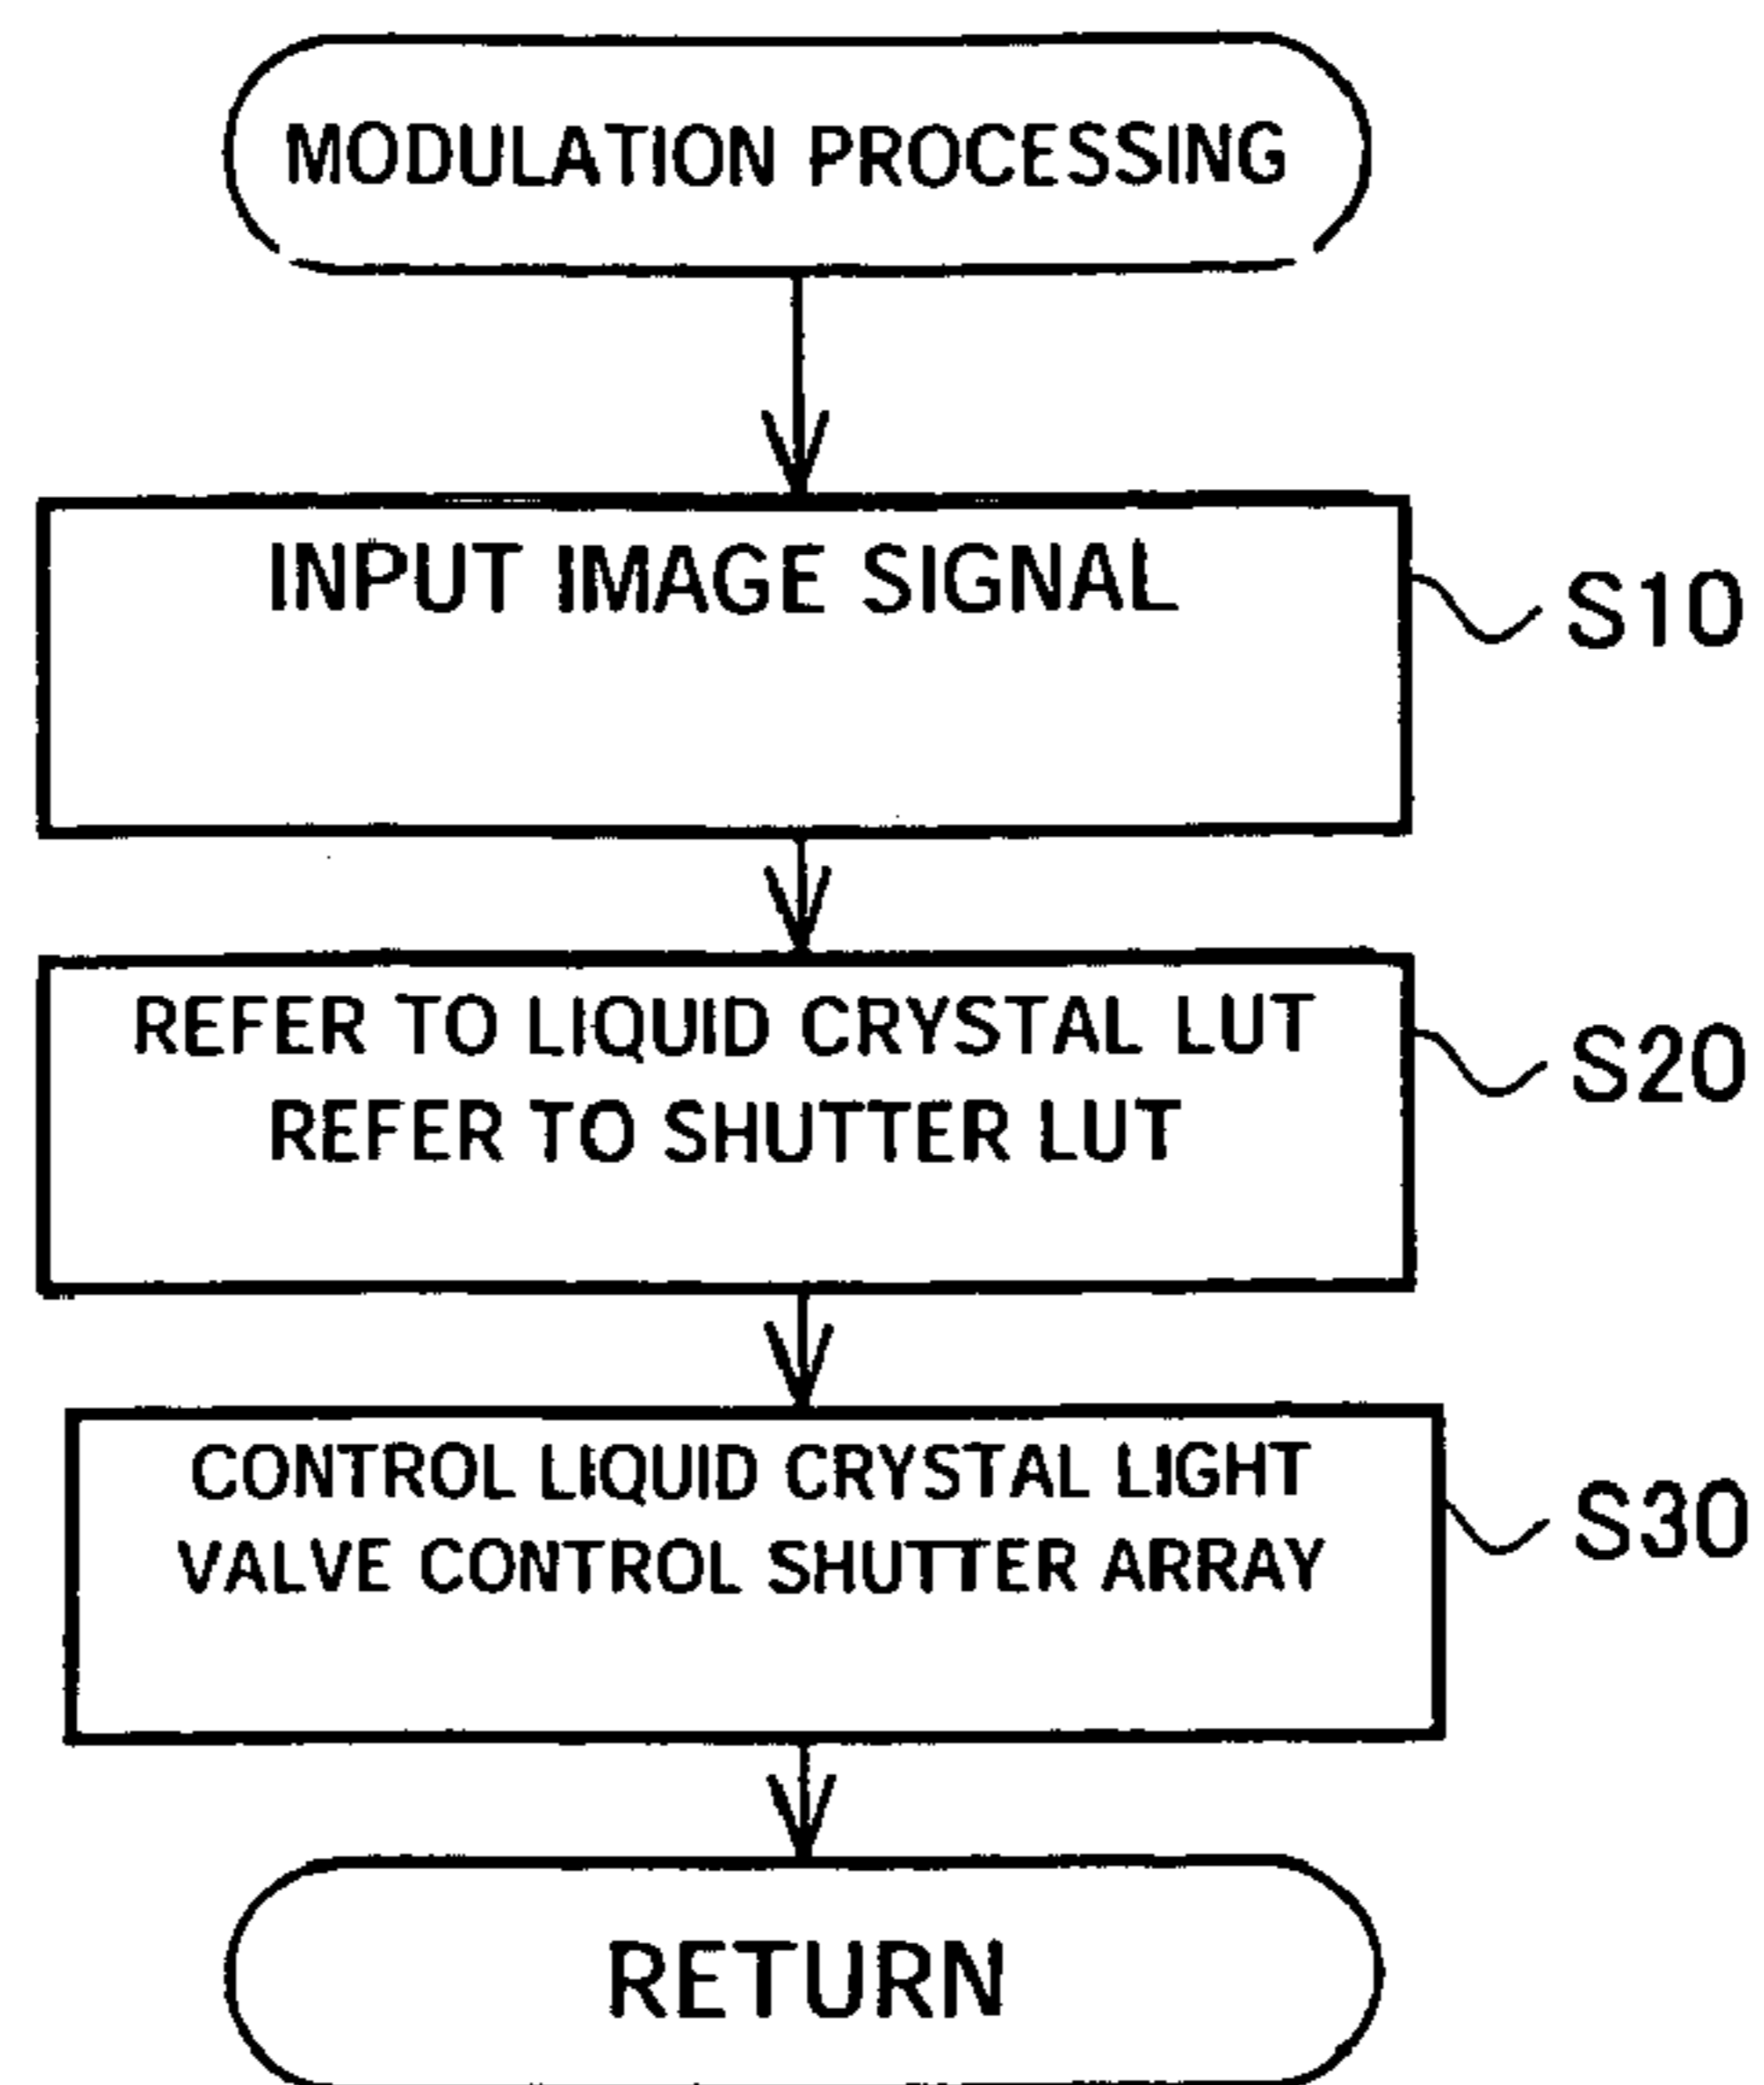 MODULATION PROCESSING
INPUT IMAGE SIGNAL
S10
REFER TO LIQUID CRYSTAL LUT
REFER TO SHUTTER LUT
S20
CONTROL LIQUID CRYSTAL LIGHT
VALVE CONTROL SHUTTER ARRAY
S30
RETURN